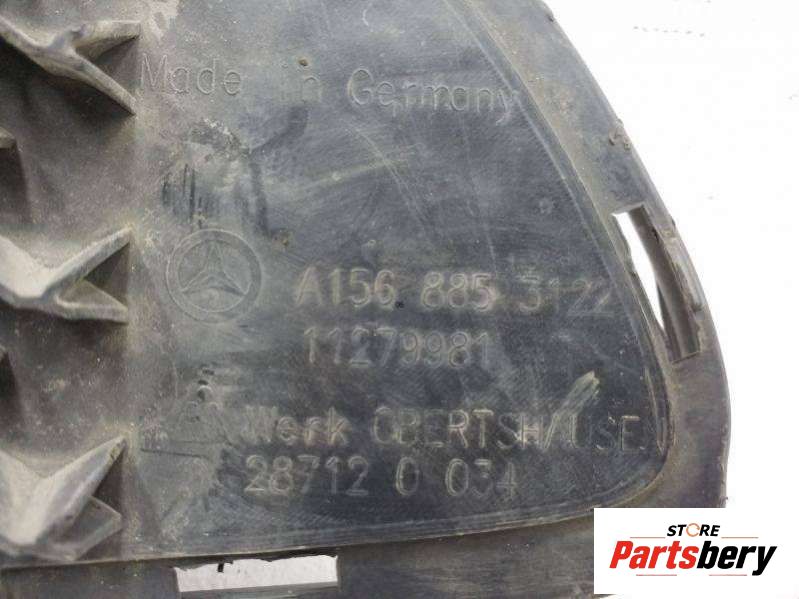 Made in Germany
A156 885 3122
11279981
Werk OBERTSHAUSEN
28712 0 034
STORE
Partsbery